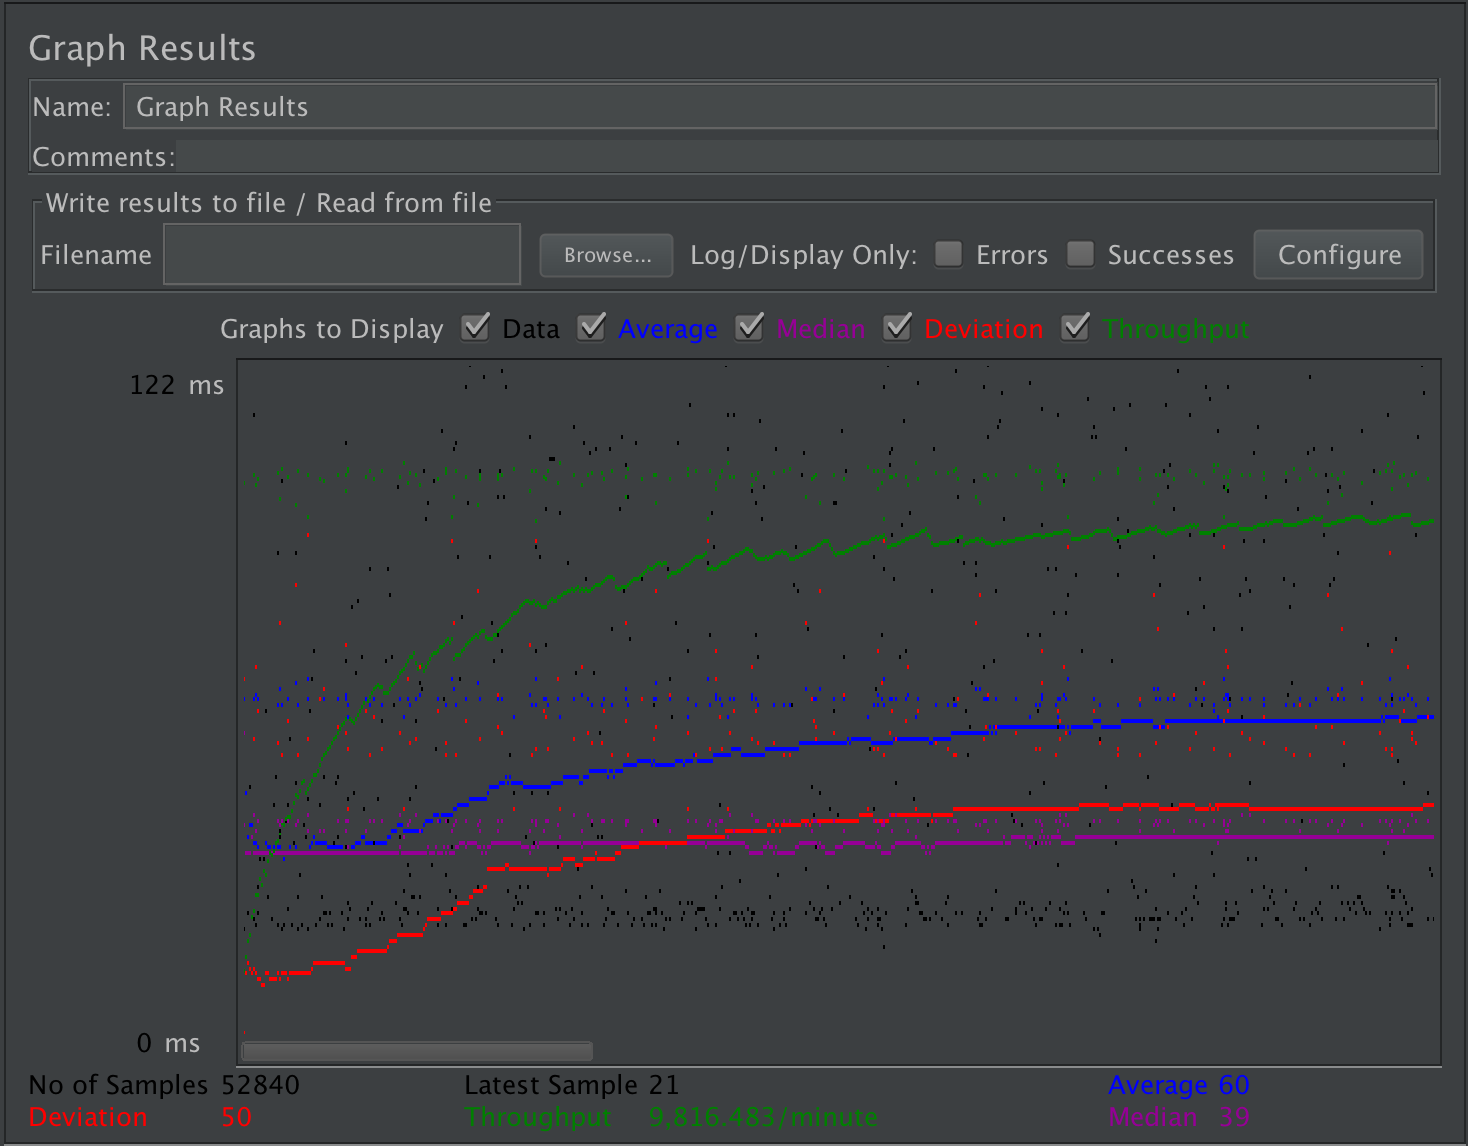 Graph Results
Name: Graph Results
Comments:
Write results to file / Read from file
Filename Browse... Log/Display Only: Errors Successes Configure
Graphs to Display Data Average Median Deviation Throughput
122 ms
0 ms
No of Samples 52840 Latest Sample 21 Average 60
Deviation 50 Throughput 9,816.483/minute Median 39